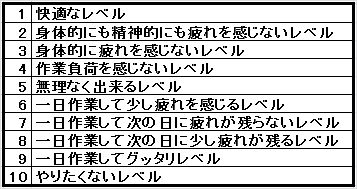 1 快適なレベル
2 身体的にも精神的にも疲れを感じないレベル
3 身体的に疲れを感じないレベル
4 作業負荷を感じないレベル
5 無理なく出来るレベル
6 一日作業して少し疲れを感じるレベル
7 一日作業して次の日に疲れが残らないレベル
8 一日作業して次の日に少し疲れが残るレベル
9 一日作業してグッタリレベル
10 やりたくないレベル